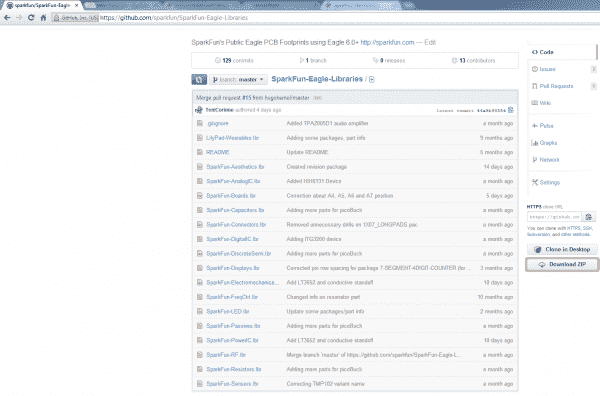 sparkfun/SparkFun-Eagle-
GitHub, Inc. [US] https://github.com/sparkfun/SparkFun-Eagle-Libraries
SparkFun's Public Eagle PCB Footprints using Eagle 6.0+ http://sparkfun.com — Edit
129 commits 1 branch 0 releases 13 contributors
branch: master SparkFun-Eagle-Libraries /
Merge pull request #15 from
authored 4 days ago latest commit
.gitignore Added TPA2005D1 audio amplifier a month ago
LilyPad-Wearables.lbr Adding some packages, part info 9 months ago
README Update README 5 months ago
SparkFun-Aesthetics.lbr Created revision package 14 days ago
SparkFun-AnalogIC.lbr Added Device a month ago
SparkFun-Boards.lbr Correction about A4, A5, A6 and A7 position 5 days ago
SparkFun-Capacitors.lbr Adding more parts for picoBuck a month ago
SparkFun-Connectors.lbr Removed unnecessary drills on 1X07_LONGPADS.pac a month ago
SparkFun-DigitalIC.lbr Adding ITG3200 device a month ago
SparkFun-DiscreteSemi.lbr Adding more parts for picoBuck a month ago
SparkFun-Displays.lbr Corrected pin row spacing for package 7-SEGMENT-4DIGIT-COUNTER (for ... 3 months ago
SparkFun-Electromechanica... Add LT3652 and conductive standoff 18 days ago
SparkFun-FreqCtrl.lbr Changed info on resonator part 10 months ago
SparkFun-LED.lbr Update some packages/part info 2 months ago
SparkFun-Passives.lbr Adding more parts for picoBuck a month ago
SparkFun-PowerIC.lbr Add LT3652 and conductive standoff 18 days ago
SparkFun-RF.lbr Merge branch 'master' of https://github.com/sparkfun/SparkFun-Eagle-L... a month ago
SparkFun-Resistors.lbr Adding more parts for picoBuck a month ago
SparkFun-Sensors.lbr Correcting TMP102 variant name a month ago
Code
Issues
Pull Requests
Wiki
Pulse
Graphs
Network
Settings
HTTPS clone URL
https://github.co
You can clone with HTTPS, SSH,
Subversion, and other methods.
Clone in Desktop
Download ZIP